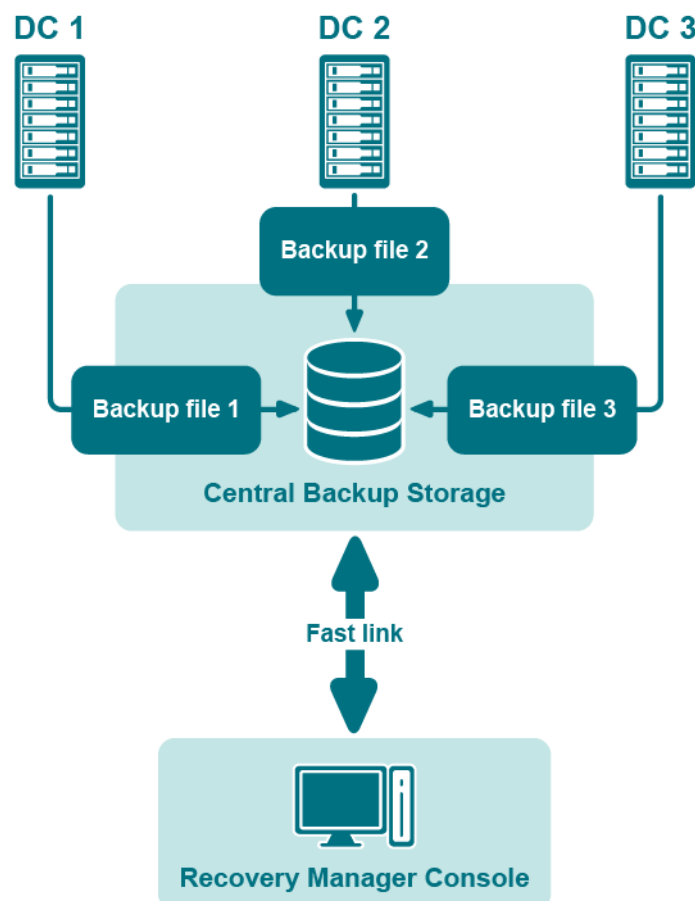 DC 1
DC 2
DC 3
Backup file 2
Backup file 1
Backup file 3
Central Backup Storage
Fast link
Recovery Manager Console